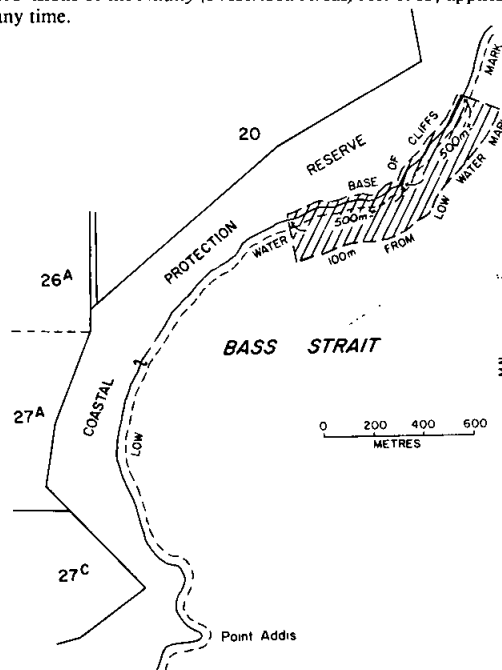 any time.
MARK
20
RESERVE
BASE OF CLIFFS
500m
500m
PROTECTION
WATER
100m FROM LOW WATER MARK
26A
BASS STRAIT
27A
COASTAL
LOW
0 200 400 600
METRES
27C
Point Addis